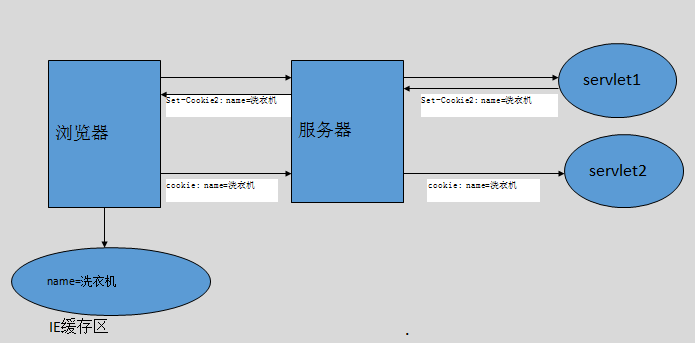 servlet1
Set-Cookie2: name=洗衣机
Set-Cookie2: name=洗衣机
浏览器
服务器
servlet2
cookie: name=洗衣机
cookie: name=洗衣机
name=洗衣机
IE缓存区